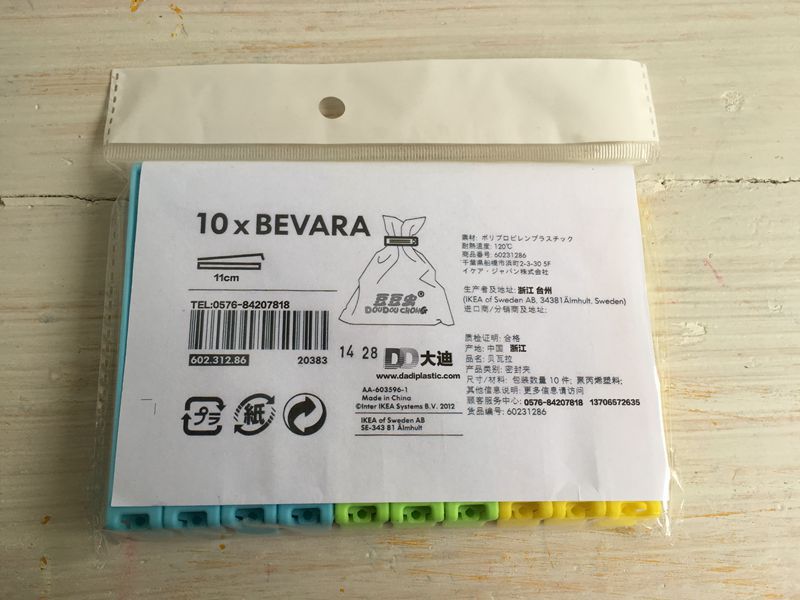 10 x BEVARA
11cm
TEL:0576-84207818
602.312.86 20383
プラ
紙
豆豆虫®
DOUDOU CHONG
14 28 DD大迪
www.dadiplastic.com
AA-603596-1
Made in China
©Inter IKEA Systems B.V. 2012
IKEA of Sweden AB
SE-343 81 Älmhult
素材: ポリプロピレンプラスチック
耐熱温度: 120℃
商品番号: 60231286
千葉県船橋市浜町2-3-30 5F
イケア・ジャパン株式会社
生产者及地址: 浙江 台州
(IKEA of Sweden AB, 34381 Älmhult, Sweden)
进口商/分销商及地址:
质检证明: 合格
产地: 中国 浙江
品名: 贝瓦拉
产品类别: 密封夹
尺寸/材料: 包装数量 10 件; 聚丙烯塑料;
其他信息说明: 更多信息请访问
顾客服务中心: 0576-84207818 13706572635
货品编号: 60231286